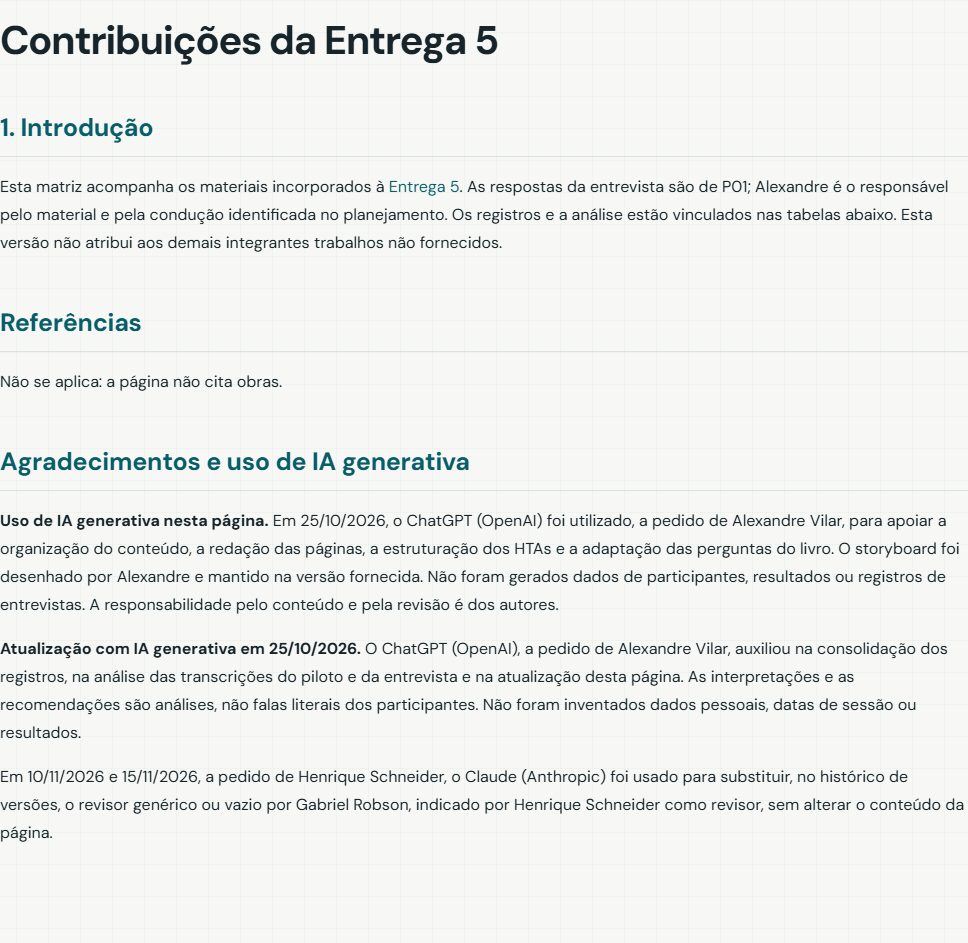 Contribuições da Entrega 5
1. Introdução
Esta matriz acompanha os materiais incorporados à Entrega 5. As respostas da entrevista são de P01; Alexandre é o responsável
pelo material e pela condução identificada no planejamento. Os registros e a análise estão vinculados nas tabelas abaixo. Esta
versão não atribui aos demais integrantes trabalhos não fornecidos.
Referências
Não se aplica: a página não cita obras.
Agradecimentos e uso de IA generativa
Uso de IA generativa nesta página. Em 25/10/2026, o ChatGPT (OpenAI) foi utilizado, a pedido de Alexandre Vilar, para apoiar a
organização do conteúdo, a redação das páginas, a estruturação dos HTAs e a adaptação das perguntas do livro. O storyboard foi
desenhado por Alexandre e mantido na versão fornecida. Não foram gerados dados de participantes, resultados ou registros de
entrevistas. A responsabilidade pelo conteúdo e pela revisão é dos autores.
Atualização com IA generativa em 25/10/2026. O ChatGPT (OpenAI), a pedido de Alexandre Vilar, auxiliou na consolidação dos
registros, na análise das transcrições do piloto e da entrevista e na atualização desta página. As interpretações e as
recomendações são análises, não falas literais dos participantes. Não foram inventados dados pessoais, datas de sessão ou
resultados.
Em 10/11/2026 e 15/11/2026, a pedido de Henrique Schneider, o Claude (Anthropic) foi usado para substituir, no histórico de
versões, o revisor genérico ou vazio por Gabriel Robson, indicado por Henrique Schneider como revisor, sem alterar o conteúdo da
página.